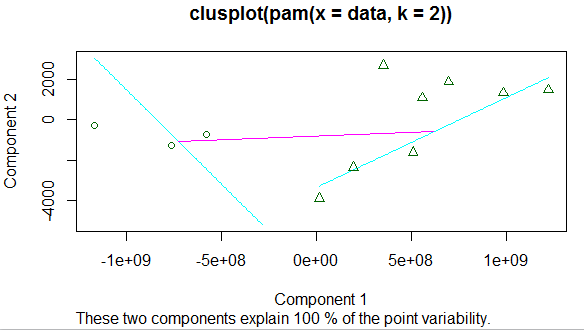 clusplot(pam(x = data, k = 2))
Component 2
2000
0
-4000
-1e+09
-5e+08
0e+00
5e+08
1e+09
Component 1
These two components explain 100 % of the point variability.